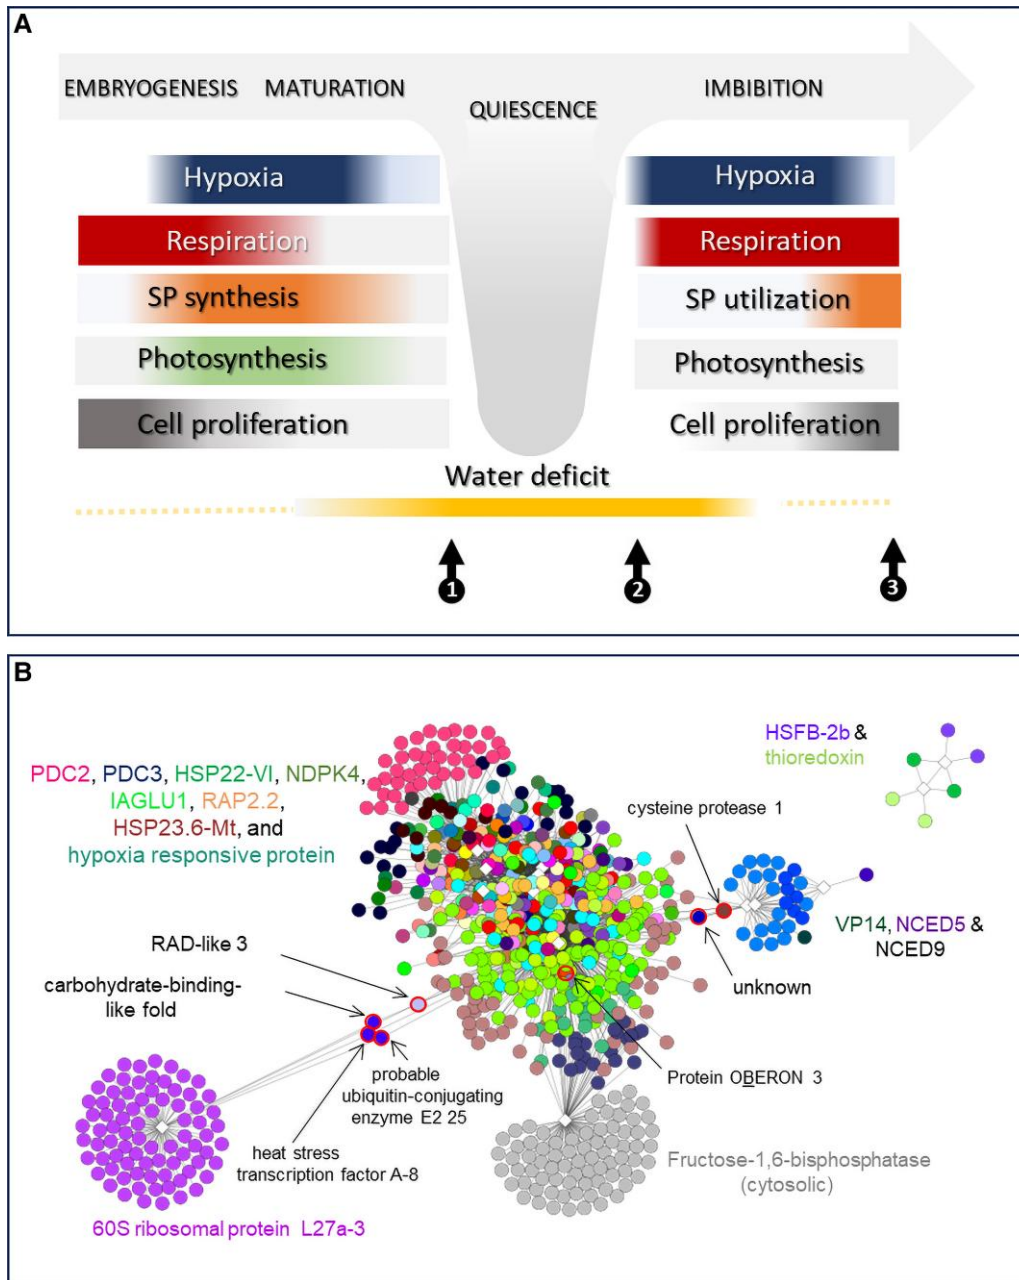 A
EMBRYOGENESIS MATURATION QUIESCENCE IMBIBITION
Hypoxia Hypoxia
Respiration Respiration
SP synthesis SP utilization
Photosynthesis Photosynthesis
Cell proliferation Cell proliferation
Water deficit
1 2 3
B
PDC2, PDC3, HSP22-VI, NDPK4,
IAGLU1, RAP2.2,
HSP23.6-Mt, and
hypoxia responsive protein
HSFB-2b &
thioredoxin
cysteine protease 1
VP14, NCED5 &
NCED9
unknown
RAD-like 3
carbohydrate-binding-
like fold
probable
ubiquitin-conjugating
enzyme E2 25
Protein OBERON 3
heat stress
transcription factor A-8
Fructose-1,6-bisphosphatase
(cytosolic)
60S ribosomal protein L27a-3